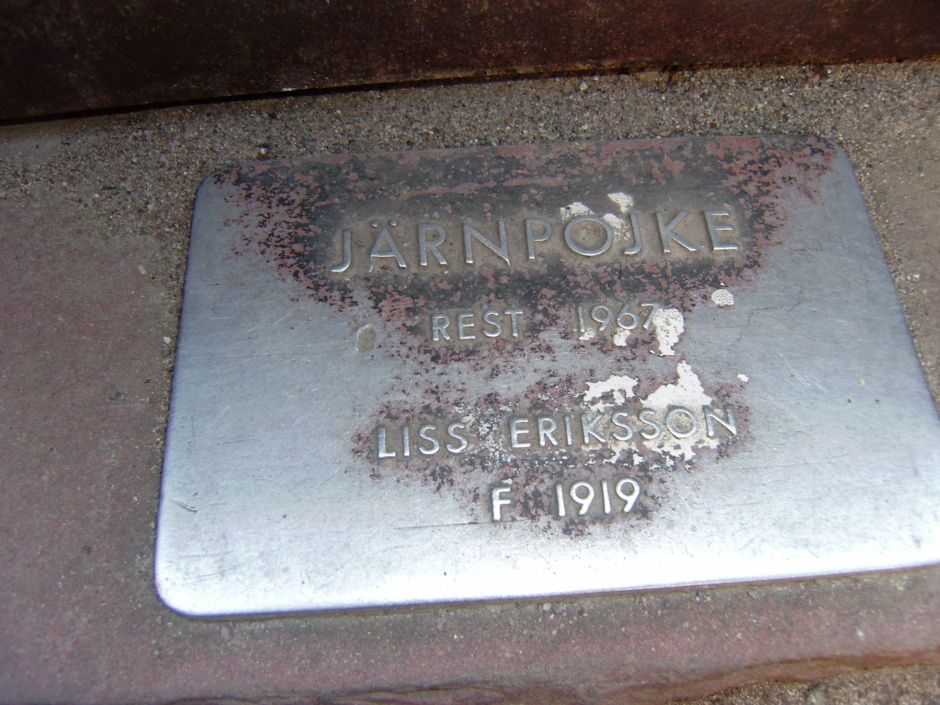 JÄRNPOJKE
REST 1967
LISS ERIKSSON
F 1919